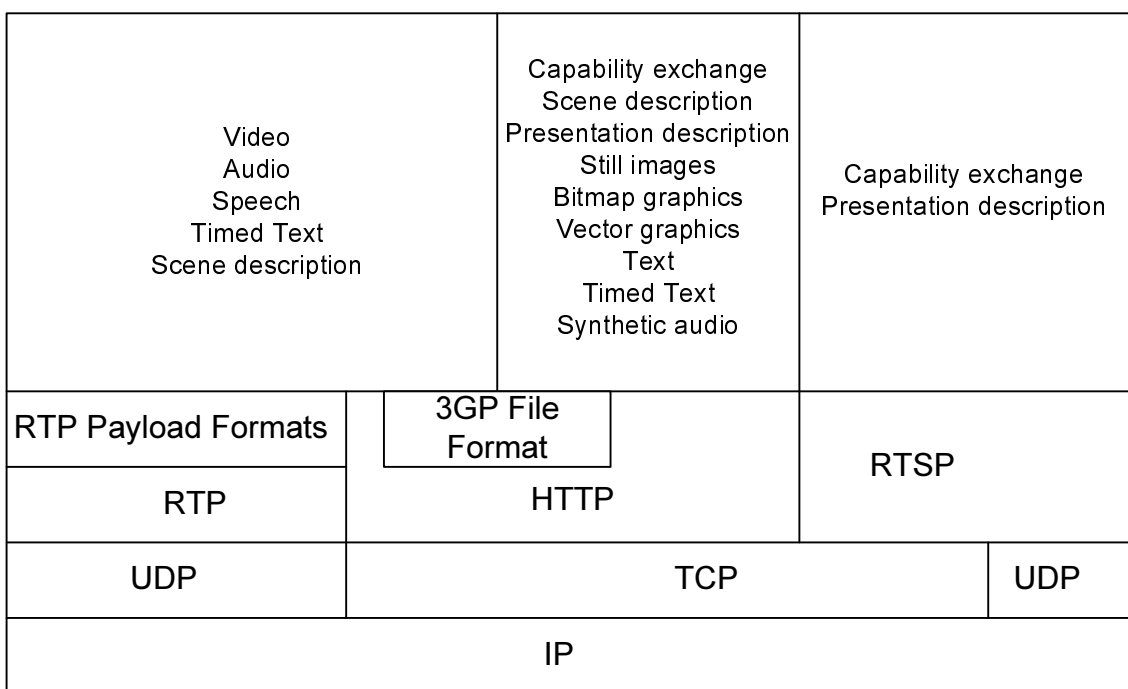 Video
Audio
Speech
Timed Text
Scene description
Capability exchange
Scene description
Presentation description
Still images
Bitmap graphics
Vector graphics
Text
Timed Text
Synthetic audio
Capability exchange
Presentation description
RTP Payload Formats
3GP File
Format
RTSP
RTP
HTTP
UDP
TCP
UDP
IP